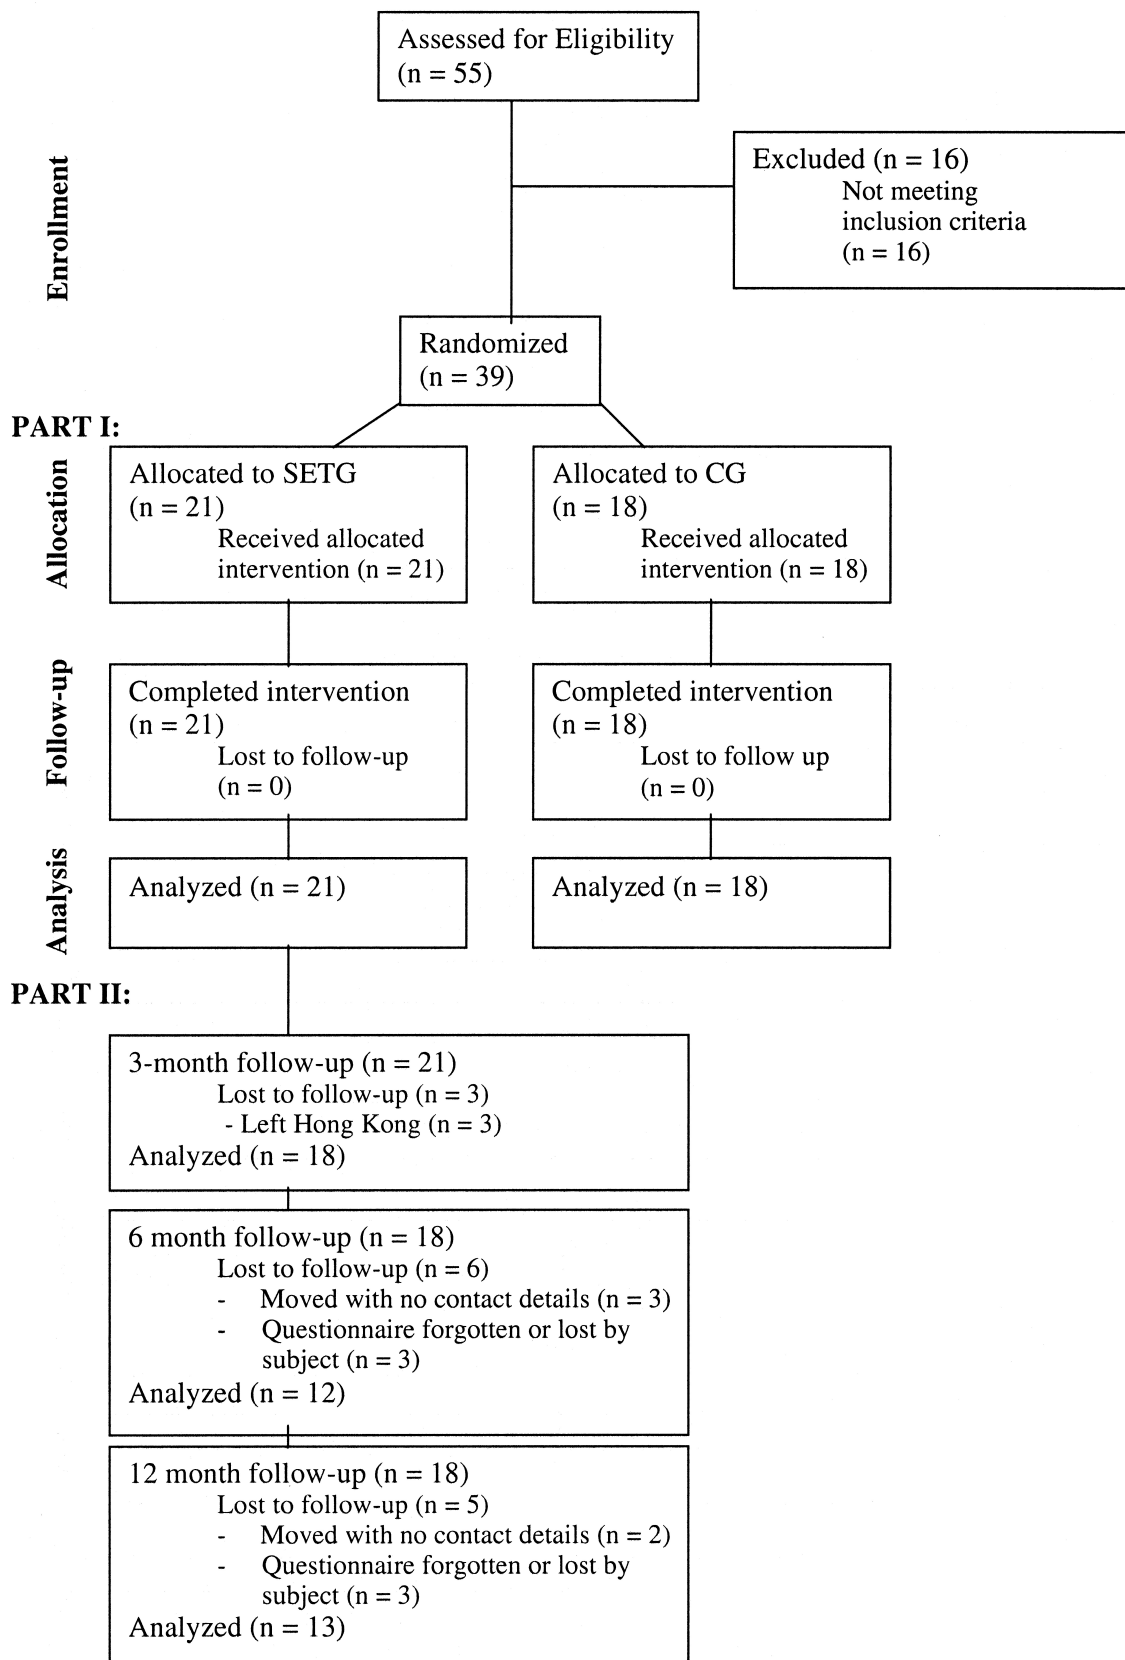 Assessed for Eligibility
(n = 55)
Enrollment
Excluded (n = 16)
Not meeting
inclusion criteria
(n = 16)
Randomized
(n = 39)
PART I:
Allocation
Allocated to SETG
(n = 21)
Received allocated
intervention (n = 21)
Allocated to CG
(n = 18)
Received allocated
intervention (n = 18)
Follow-up
Completed intervention
(n = 21)
Lost to follow-up
(n = 0)
Completed intervention
(n = 18)
Lost to follow up
(n = 0)
Analysis
Analyzed (n = 21)
Analyzed (n = 18)
PART II:
3-month follow-up (n = 21)
Lost to follow-up (n = 3)
- Left Hong Kong (n = 3)
Analyzed (n = 18)
6 month follow-up (n = 18)
Lost to follow-up (n = 6)
- Moved with no contact details (n = 3)
- Questionnaire forgotten or lost by
subject (n = 3)
Analyzed (n = 12)
12 month follow-up (n = 18)
Lost to follow-up (n = 5)
- Moved with no contact details (n = 2)
- Questionnaire forgotten or lost by
subject (n = 3)
Analyzed (n = 13)